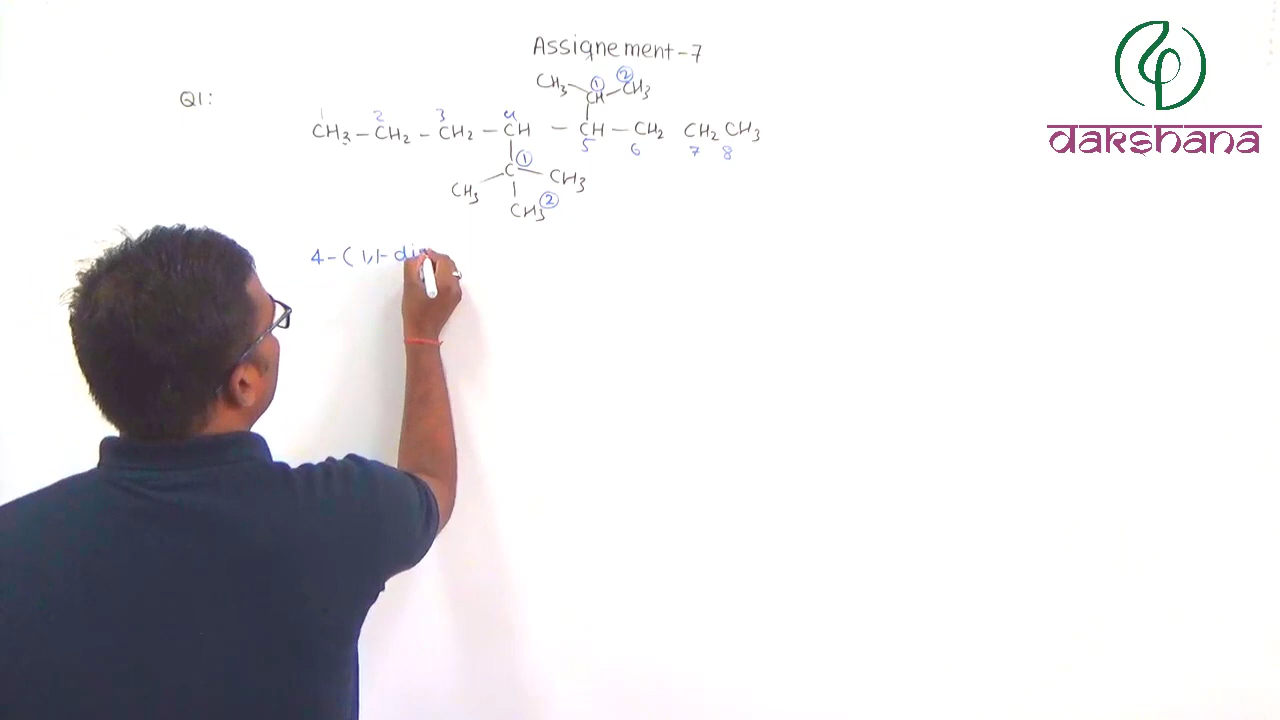 Assignement-7
Q1:
CH3 ① CH ② CH3
1 2 3 4
CH3 - CH2 - CH2 - CH - CH - CH2 CH2 CH3
5 6 7 8
C ① CH3
CH3
CH3 ②
4-(1,1-di
dakshana